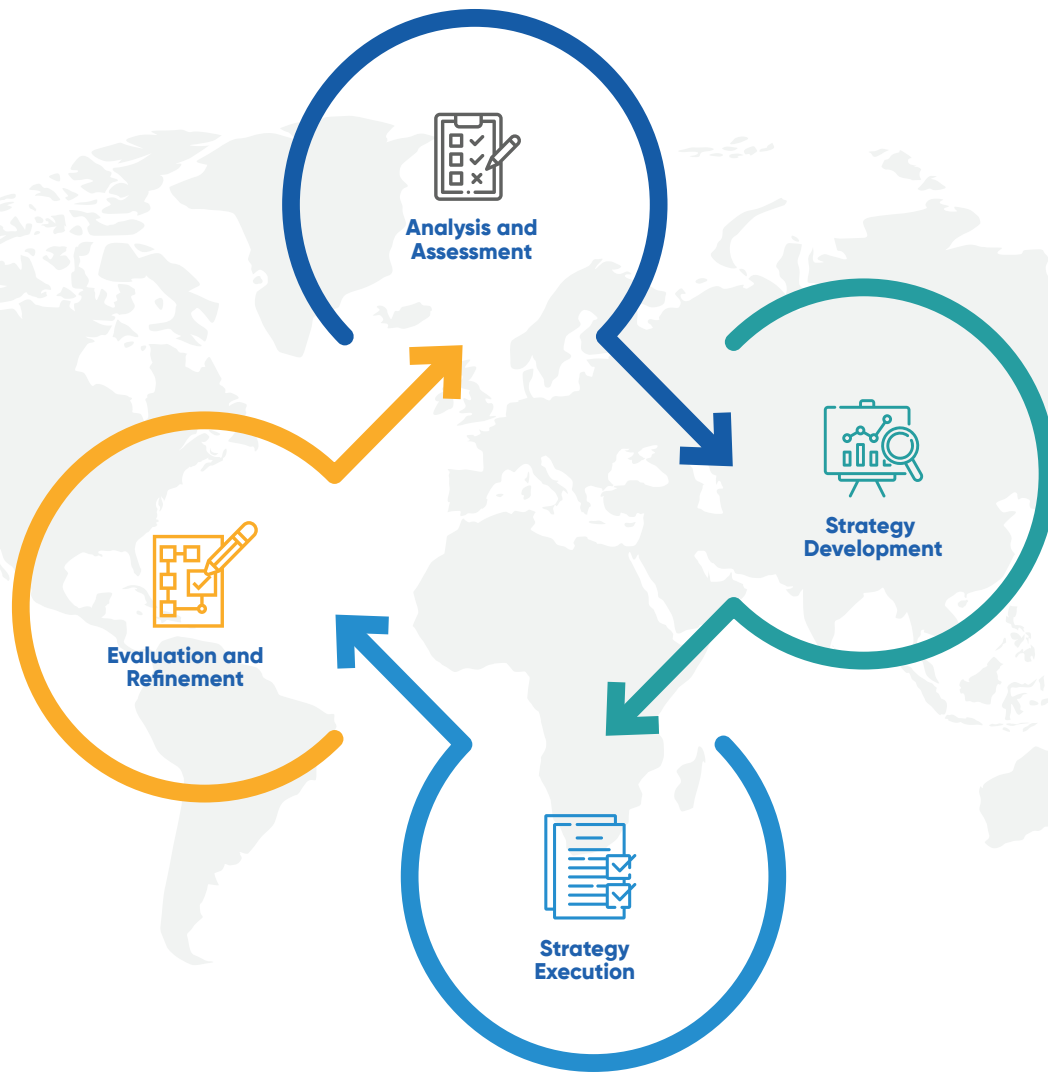 Analysis and
Assessment
Strategy
Development
Evaluation and
Refinement
Strategy
Execution